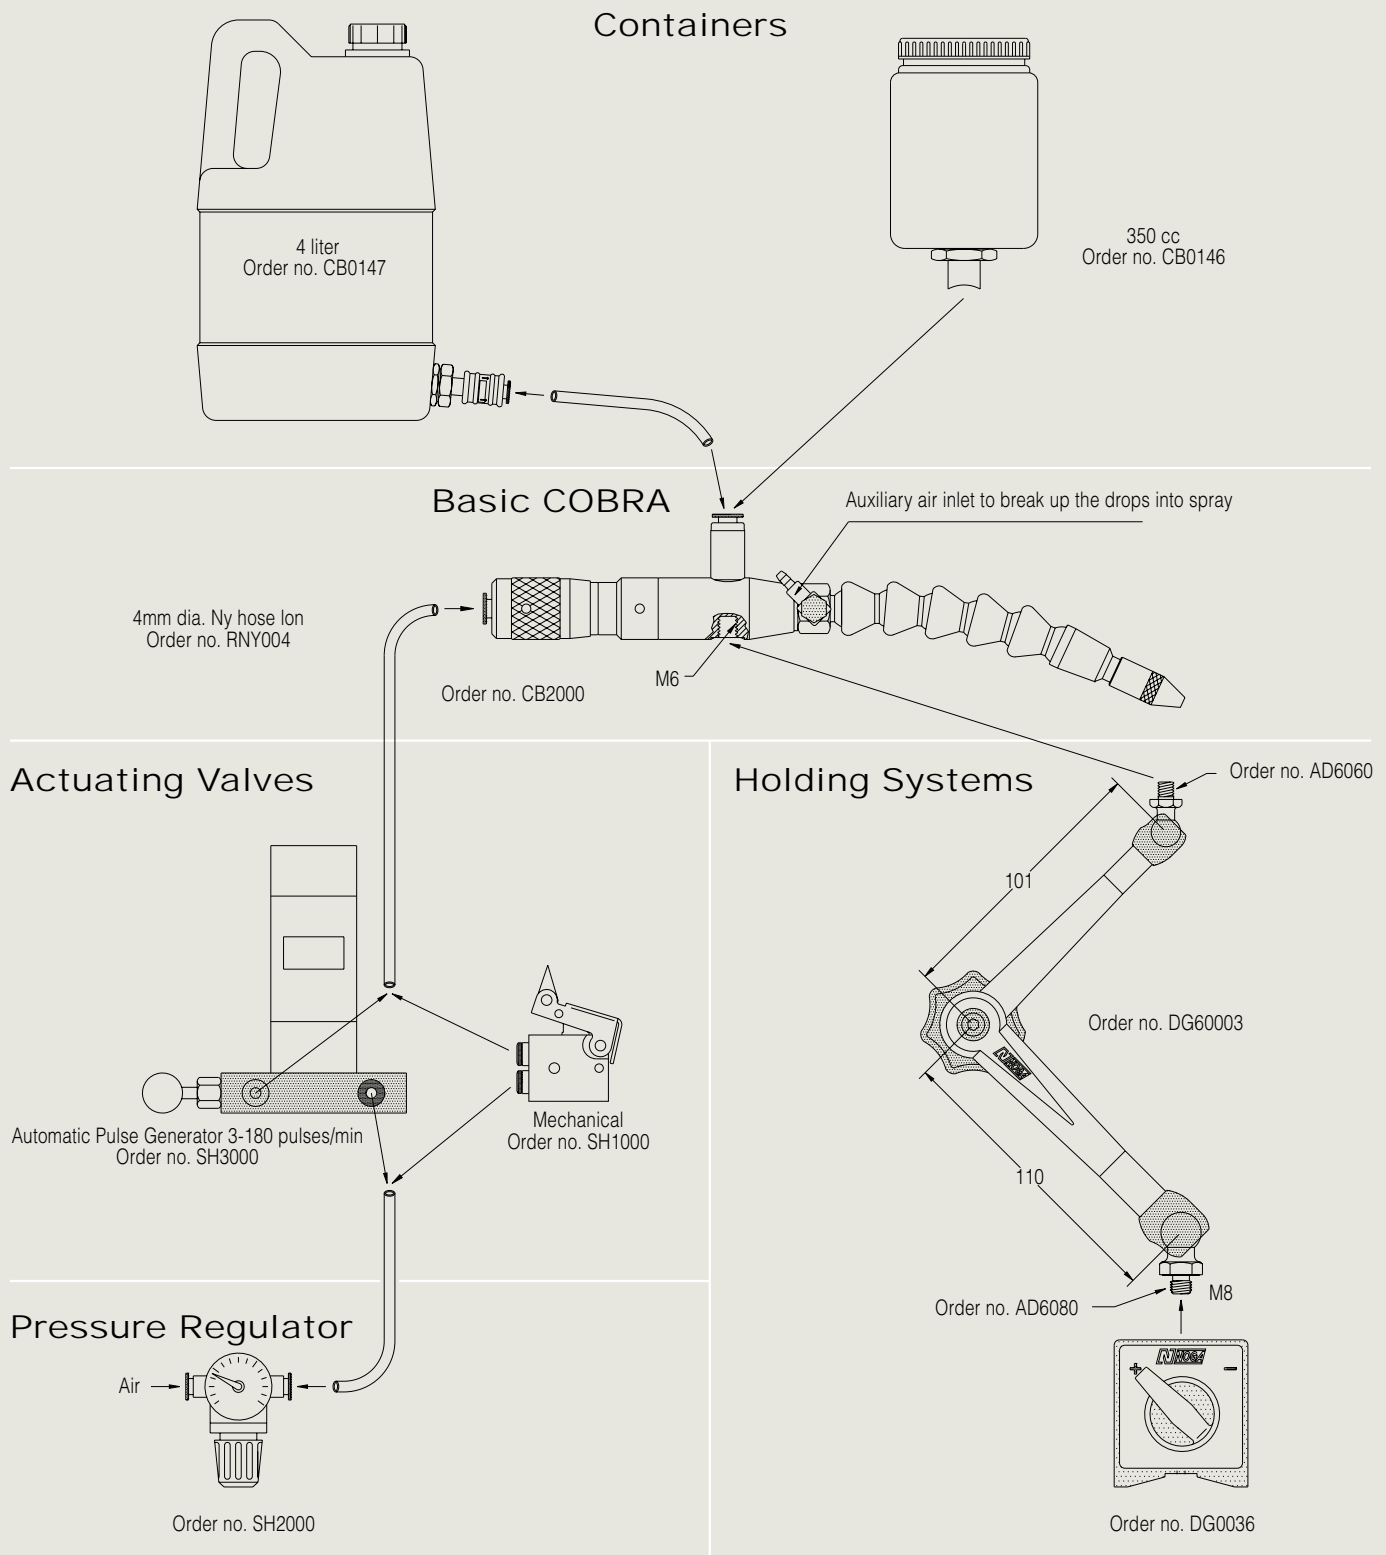 Containers
4 liter
Order no. CB0147
350 cc
Order no. CB0146
Basic COBRA
Auxiliary air inlet to break up the drops into spray
4mm dia. Ny hose lon
Order no. RNY004
M6
Order no. CB2000
Actuating Valves
Automatic Pulse Generator 3-180 pulses/min
Order no. SH3000
Mechanical
Order no. SH1000
Holding Systems
Order no. AD6060
101
Order no. DG60003
NOGA
110
Order no. AD6080
M8
NOGA
+ −
Order no. DG0036
Pressure Regulator
Air
Order no. SH2000